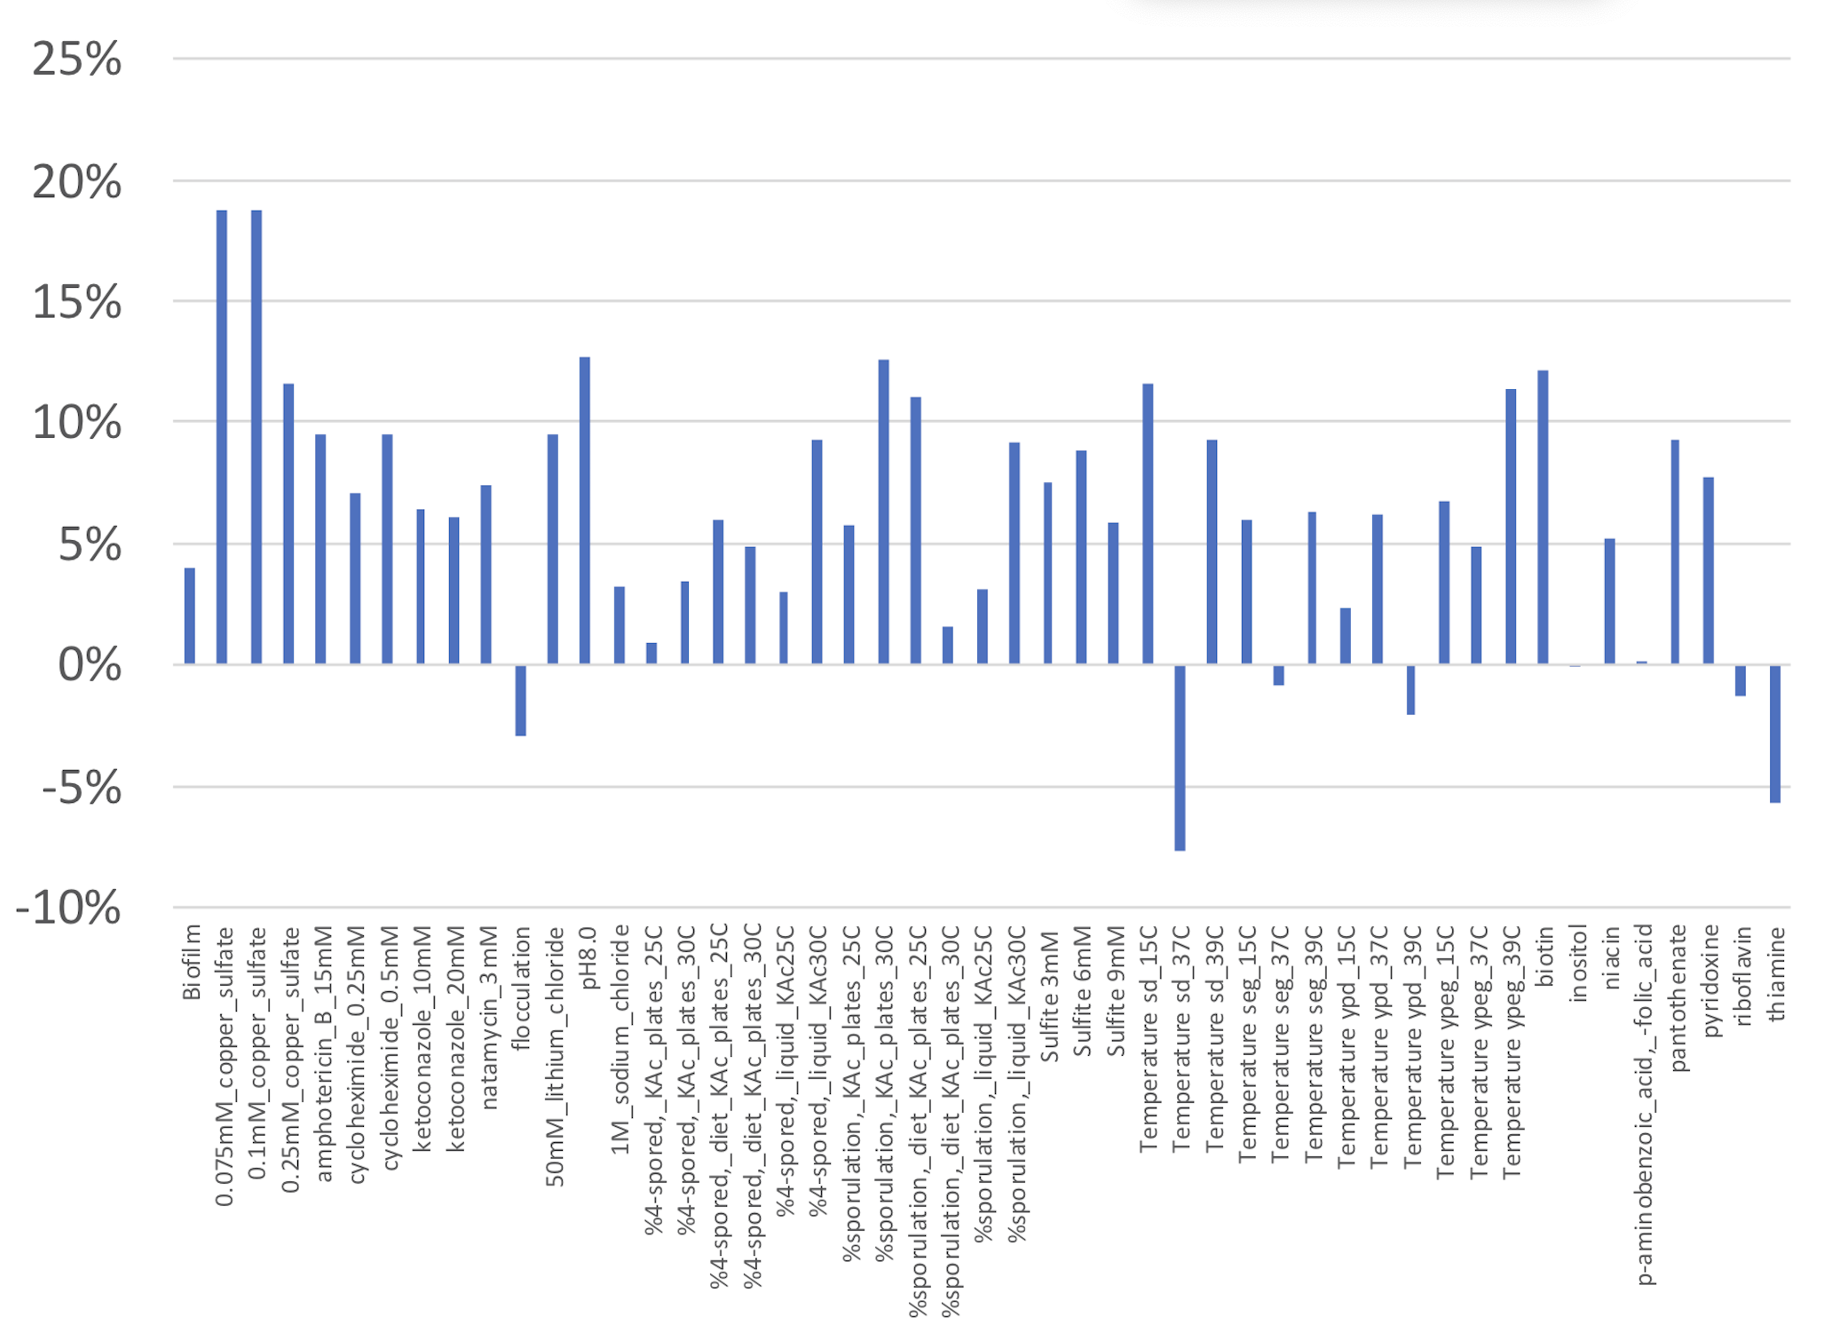 25%
20%
15%
10%
5%
0%
-5%
-10%
Biofilm
0.075mM_copper_sulfate
0.1mM_copper_sulfate
0.25mM_copper_sulfate
amphotericin_B_15mM
cycloheximide_0.25mM
cycloheximide_0.5mM
ketoconazole_10mM
ketoconazole_20mM
natamycin_3mM
flocculation
50mM_lithium_chloride
pH8.0
1M_sodium_chloride
%4-spored,_KAc_plates_25C
%4-spored,_KAc_plates_30C
%4-spored,_diet_KAc_plates_25C
%4-spored,_diet_KAc_plates_30C
%4-spored,_liquid_KAc25C
%4-spored,_liquid_KAc30C
%sporulation,_KAc_plates_25C
%sporulation,_KAc_plates_30C
%sporulation,_diet_KAc_plates_25C
%sporulation,_diet_KAc_plates_30C
%sporulation,_liquid_KAc25C
%sporulation,_liquid_KAc30C
Sulfite 3mM
Sulfite 6mM
Sulfite 9mM
Temperature sd_15C
Temperature sd_37C
Temperature sd_39C
Temperature seg_15C
Temperature seg_37C
Temperature seg_39C
Temperature ypd_15C
Temperature ypd_37C
Temperature ypd_39C
Temperature ypeg_15C
Temperature ypeg_37C
Temperature ypeg_39C
biotin
inositol
niacin
p-aminobenzoic_acid,_-folic_acid
pantothenate
pyridoxine
riboflavin
thiamine